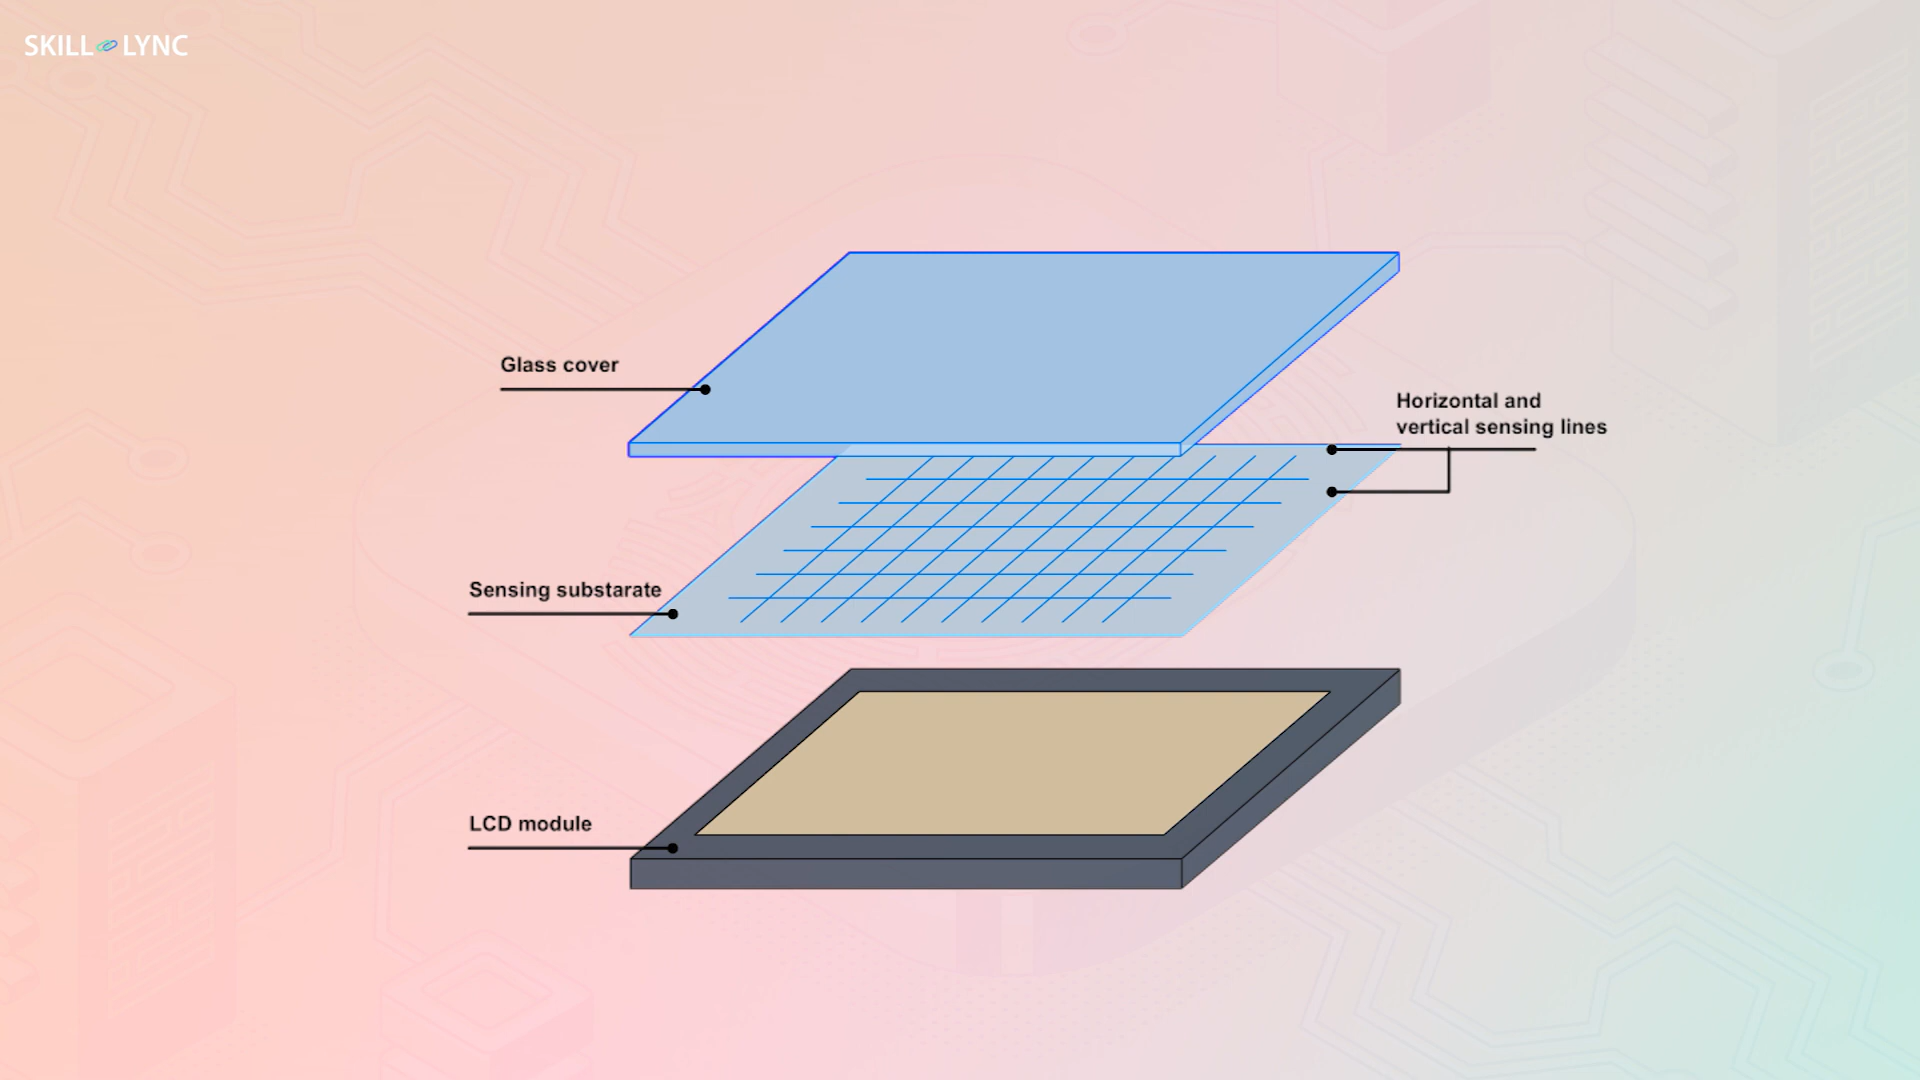 SKILL LYNC
Glass cover
Horizontal and
vertical sensing lines
Sensing substarate
LCD module